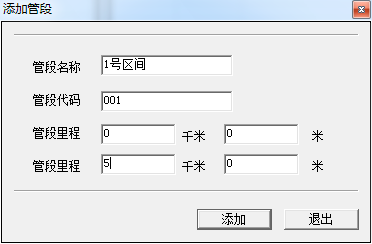 添加管段
管段名称 1号区间
管段代码 001
管段里程 0 千米 0 米
管段里程 5 千米 0 米
添加 退出